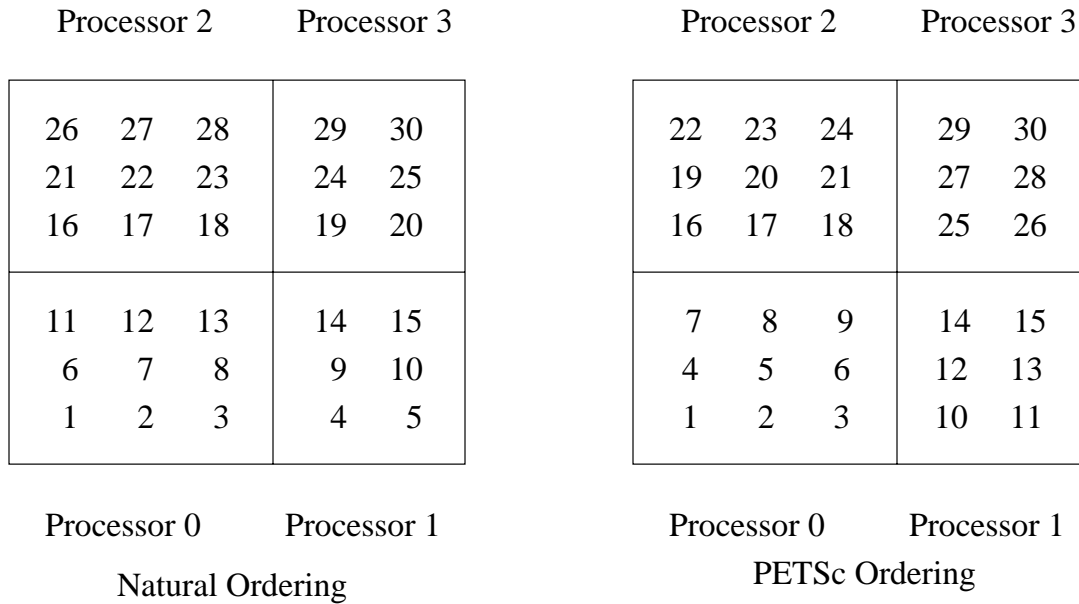 Processor 2 Processor 3 Processor 2 Processor 3
26 27 28 29 30 22 23 24 29 30
21 22 23 24 25 19 20 21 27 28
16 17 18 19 20 16 17 18 25 26
11 12 13 14 15 7 8 9 14 15
6 7 8 9 10 4 5 6 12 13
1 2 3 4 5 1 2 3 10 11
Processor 0 Processor 1 Processor 0 Processor 1
Natural Ordering PETSc Ordering